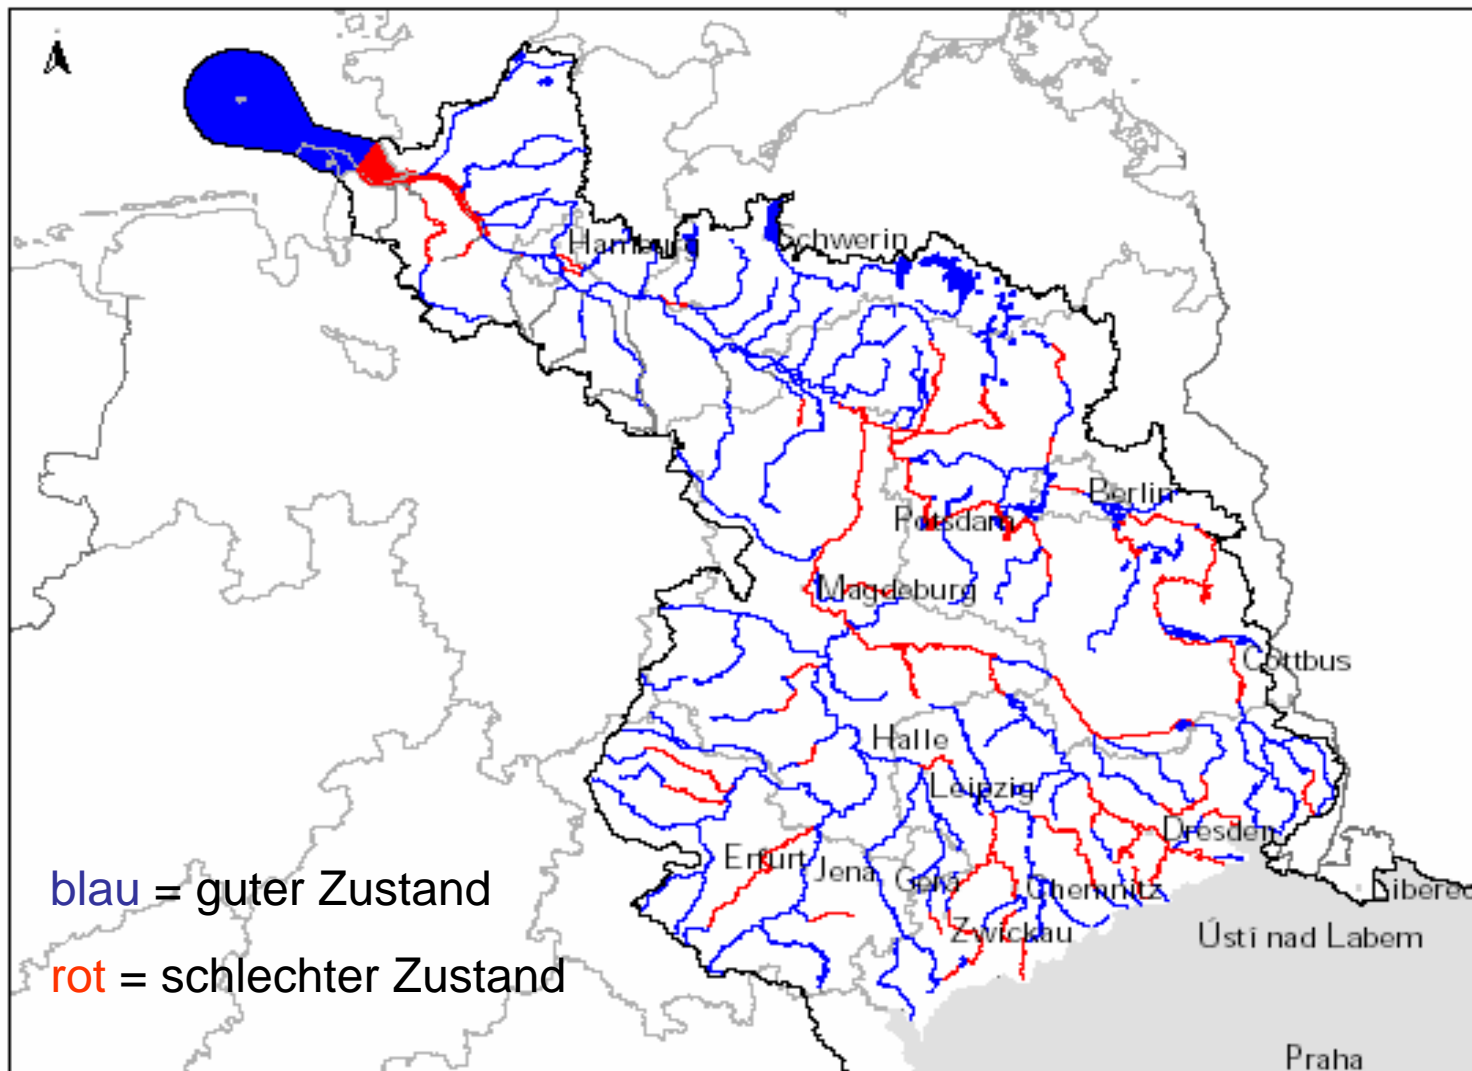 Hamburg
Schwerin
Berlin
Potsdam
Magdeburg
Cottbus
Halle
Leipzig
Dresden
Erfurt
Jena
Gera
Chemnitz
Liberec
Zwickau
Ústí nad Labem
Praha
blau = guter Zustand
rot = schlechter Zustand